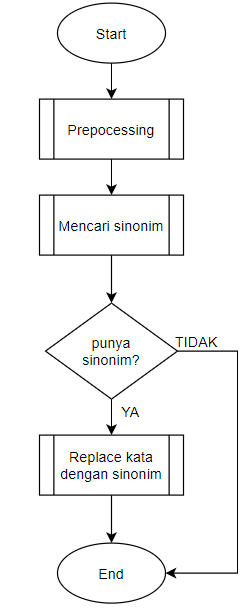 Start
Prepocessing
Mencari sinonim
punya
sinonim?
TIDAK
YA
Replace kata
dengan sinonim
End